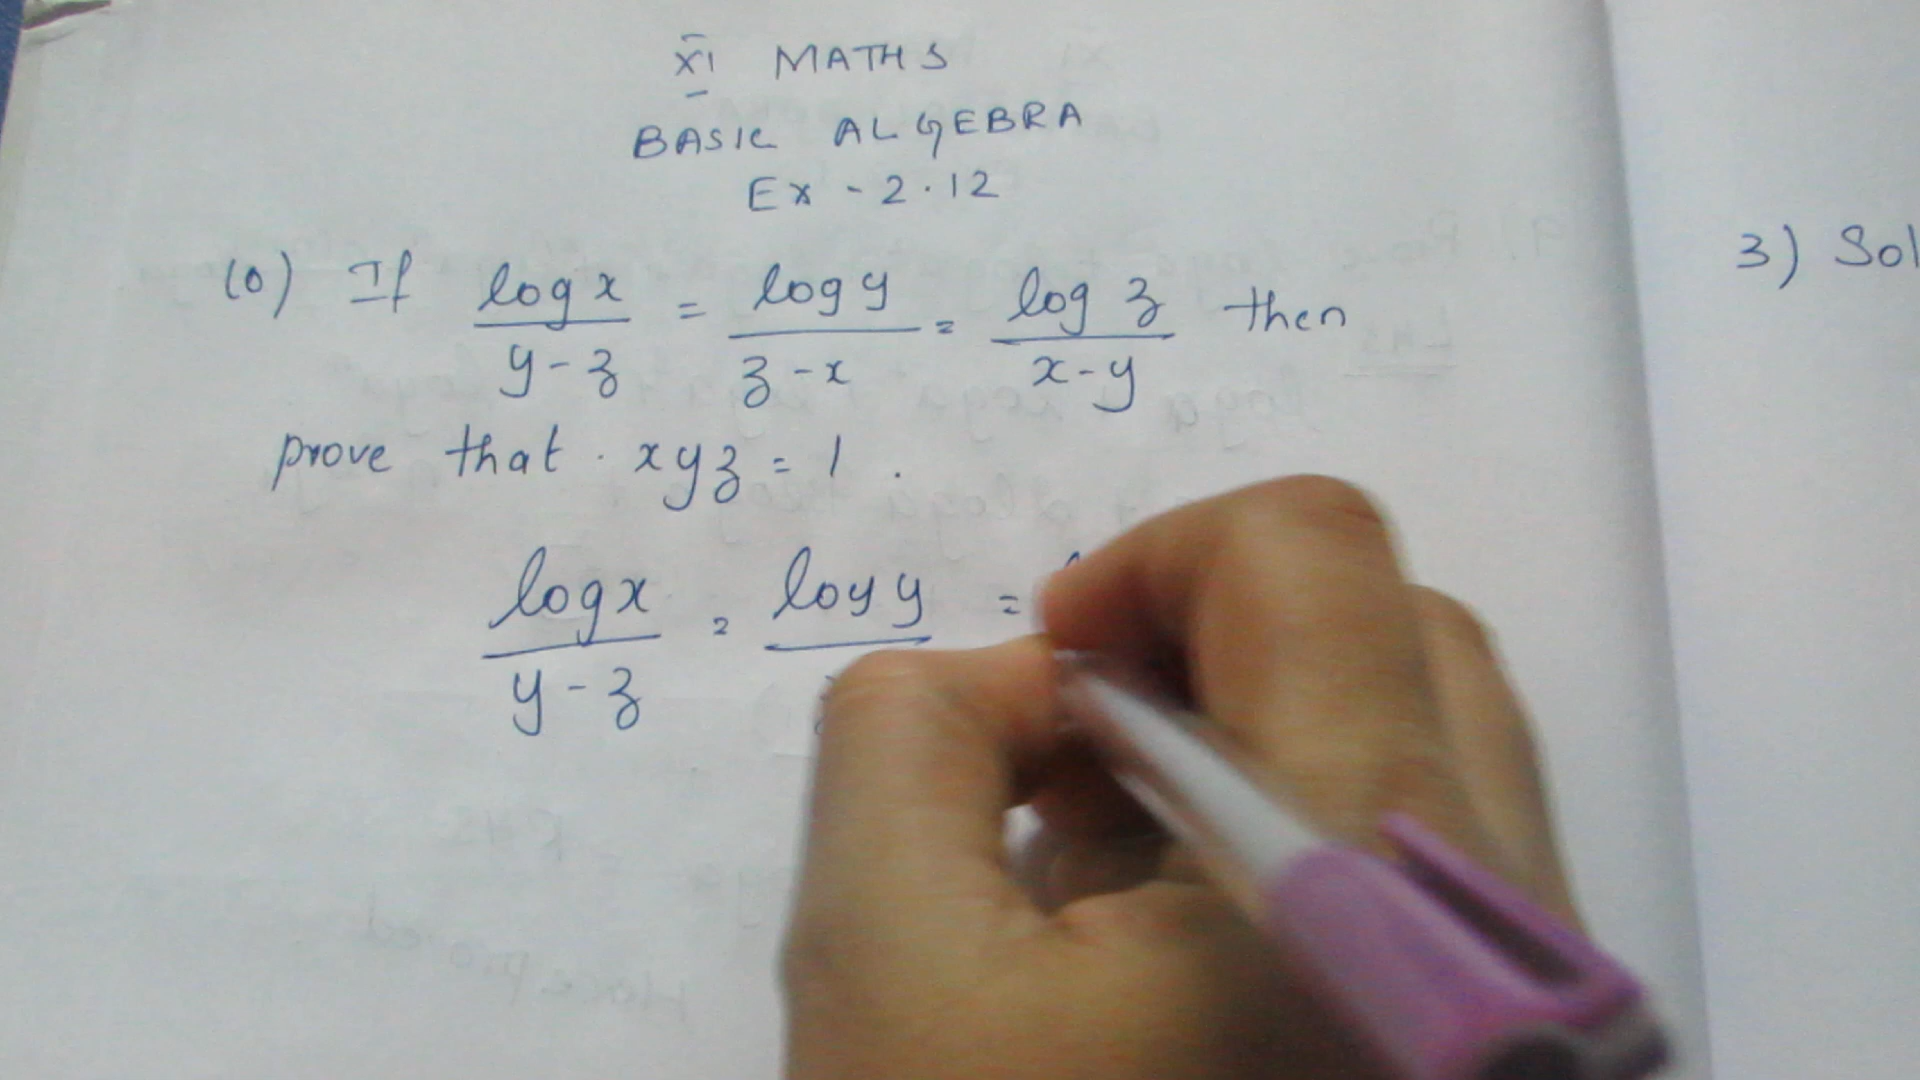 XI MATHS
BASIC ALGEBRA
Ex - 2.12
10) If log x / y - z = log y / z - x = log z / x - y then
prove that . xyz = 1 .
log x / y - z = loy y / =
3) Sol